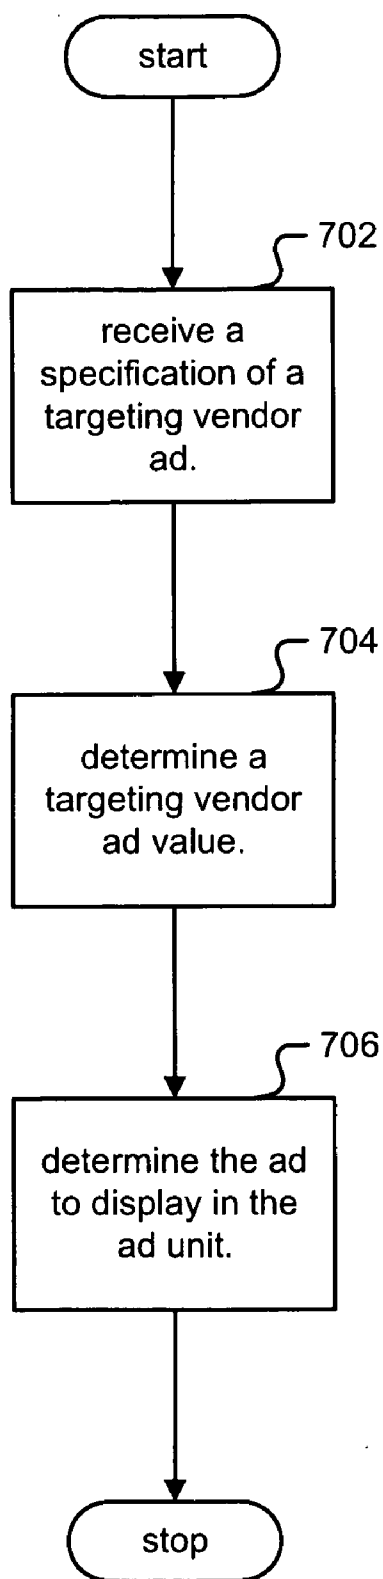 start
702
receive a
specification of a
targeting vendor
ad.
704
determine a
targeting vendor
ad value.
706
determine the ad
to display in the
ad unit.
stop